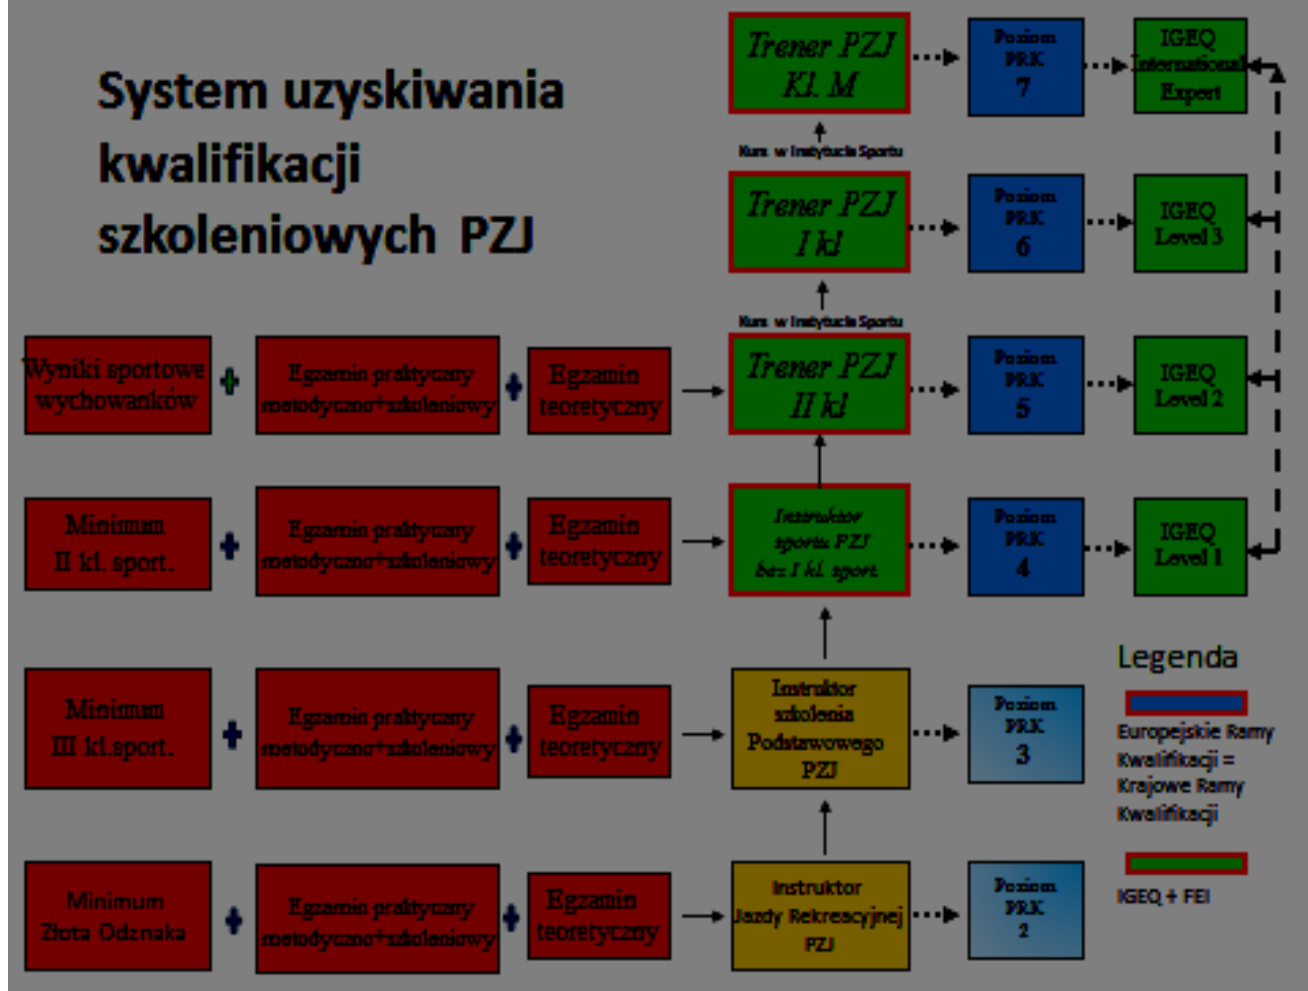 System uzyskiwania
kwalifikacji
szkoleniowych PZJ
Trener PZJ
Kl. M
Poziom
PRK
7
IGEQ
International
Expert
Kurs w Instytucie Sportu
Trener PZJ
I kl
Poziom
PRK
6
IGEQ
Level 3
Kurs w Instytucie Sportu
Wyniki sportowe
wychowanków
+
Egzamin praktyczny
metodyczno+szkoleniowy
+
Egzamin
teoretyczny
Trener PZJ
II kl
Poziom
PRK
5
IGEQ
Level 2
Minimum
II kl. sport.
+
Egzamin praktyczny
metodyczno+szkoleniowy
+
Egzamin
teoretyczny
Instruktor
sportu PZJ
bez I kl. sport.
Poziom
PRK
4
IGEQ
Level 1
Minimum
III kl.sport.
+
Egzamin praktyczny
metodyczno+szkoleniowy
+
Egzamin
teoretyczny
Instruktor
szkolenia
Podstawowego
PZJ
Poziom
PRK
3
Minimum
Złota Odznaka
+
Egzamin praktyczny
metodyczno+szkoleniowy
+
Egzamin
teoretyczny
Instruktor
Jazdy Rekreacyjnej
PZJ
Poziom
PRK
2
Legenda
Europejskie Ramy
Kwalifikacji =
Krajowe Ramy
Kwalifikacji
IGEQ + FEI